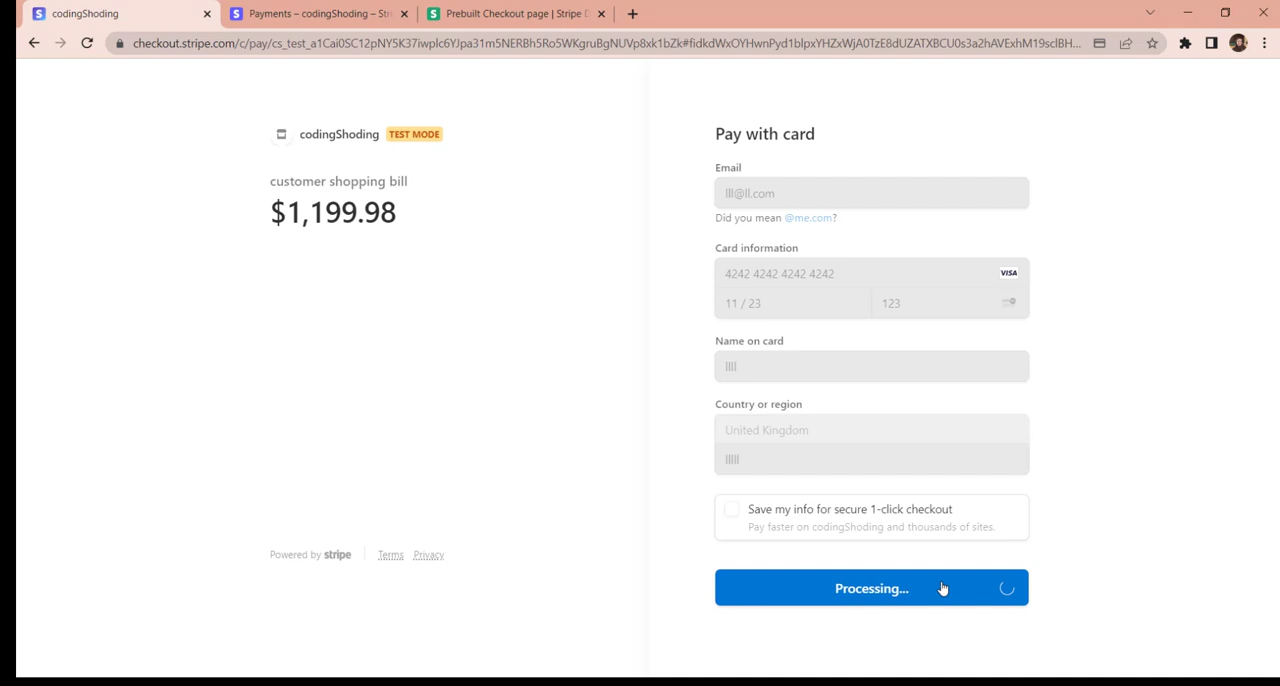 codingShoding
Payments – codingShoding – Str
Prebuilt Checkout page | Stripe D
checkout.stripe.com/c/pay/cs_test_a1Cai0SC12pNY5K37iwplc6YJpa31m5NERBh5Ro5WKgruBgNUVp8xk1bZk#fidkdWxOYHwnPyd1blpxYHZxWjA0TzE8dUZATXBCU0s3a2hAVExhM19sclBH...
codingShoding TEST MODE
customer shopping bill
$1,199.98
Powered by stripe
Terms Privacy
Pay with card
Email
lll@ll.com
Did you mean @me.com?
Card information
4242 4242 4242 4242 VISA
11 / 23 123
Name on card
llll
Country or region
United Kingdom
lllll
Save my info for secure 1-click checkout
Pay faster on codingShoding and thousands of sites.
Processing...